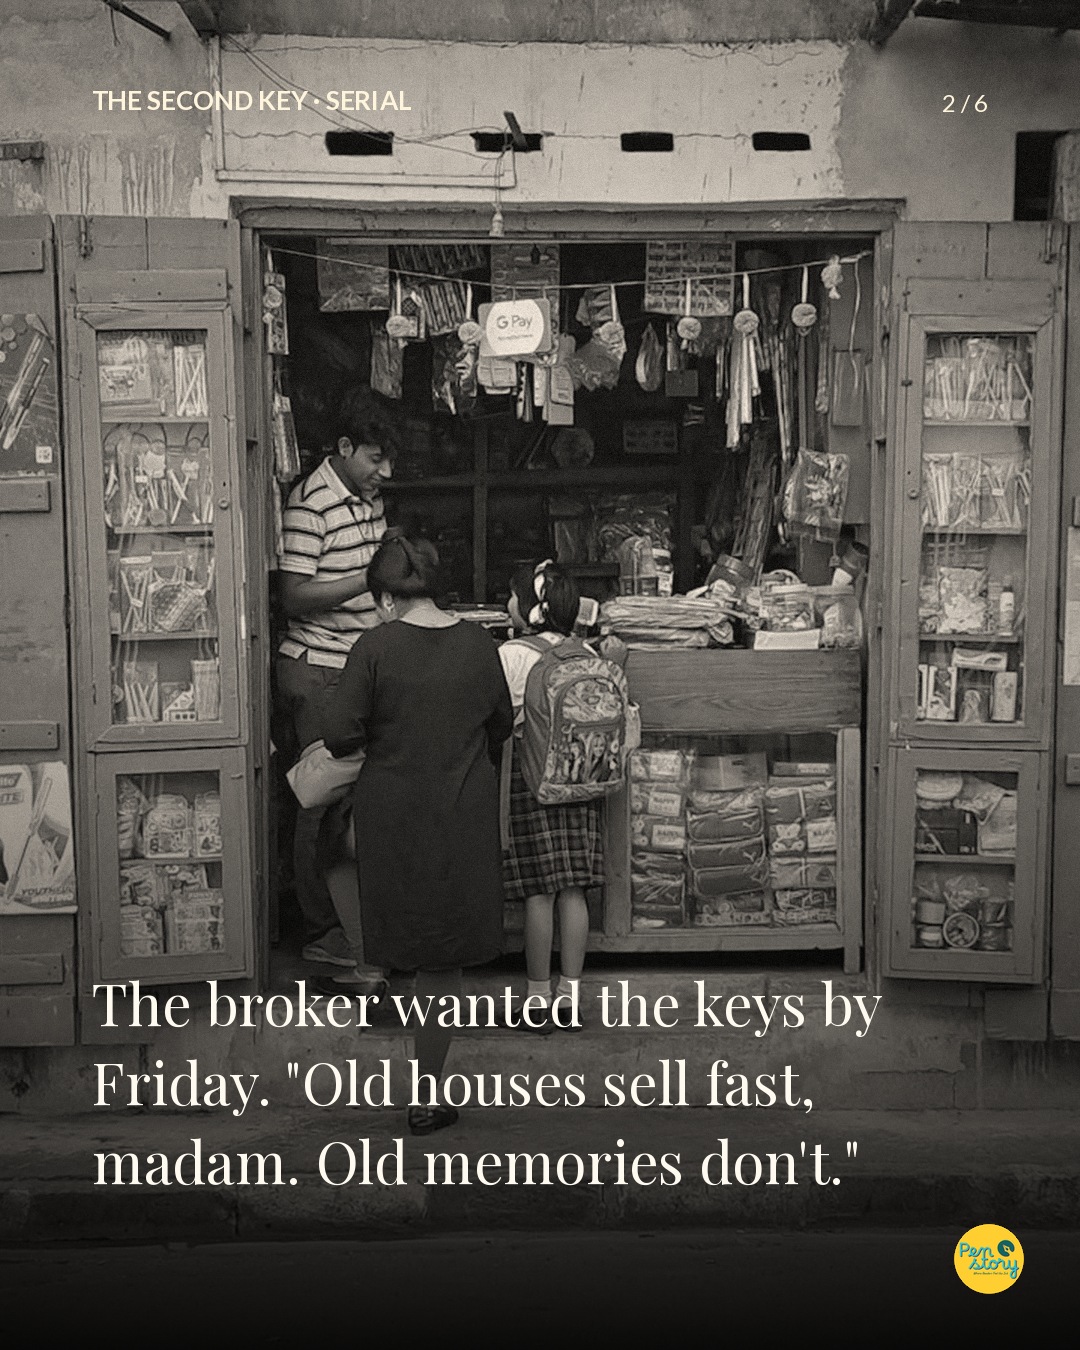 THE SECOND KEY · SERIAL
2 / 6
G Pay
The broker wanted the keys by
Friday. "Old houses sell fast,
madam. Old memories don't."
Pen
story